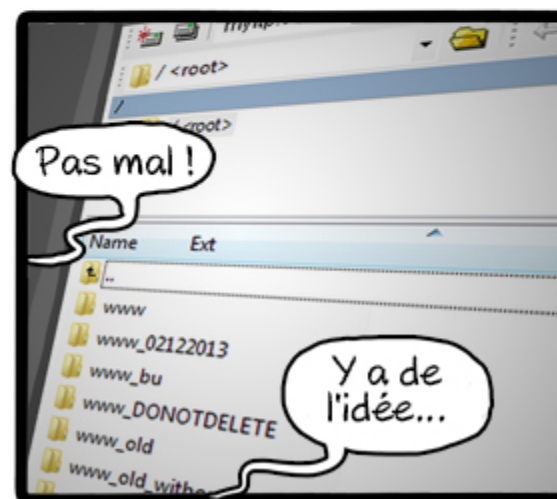 / <root>
/
/ <root>
Pas mal !
Name Ext
..
www
www_02122013
www_bu
www_DONOTDELETE
www_old
Y a de
l'idée...